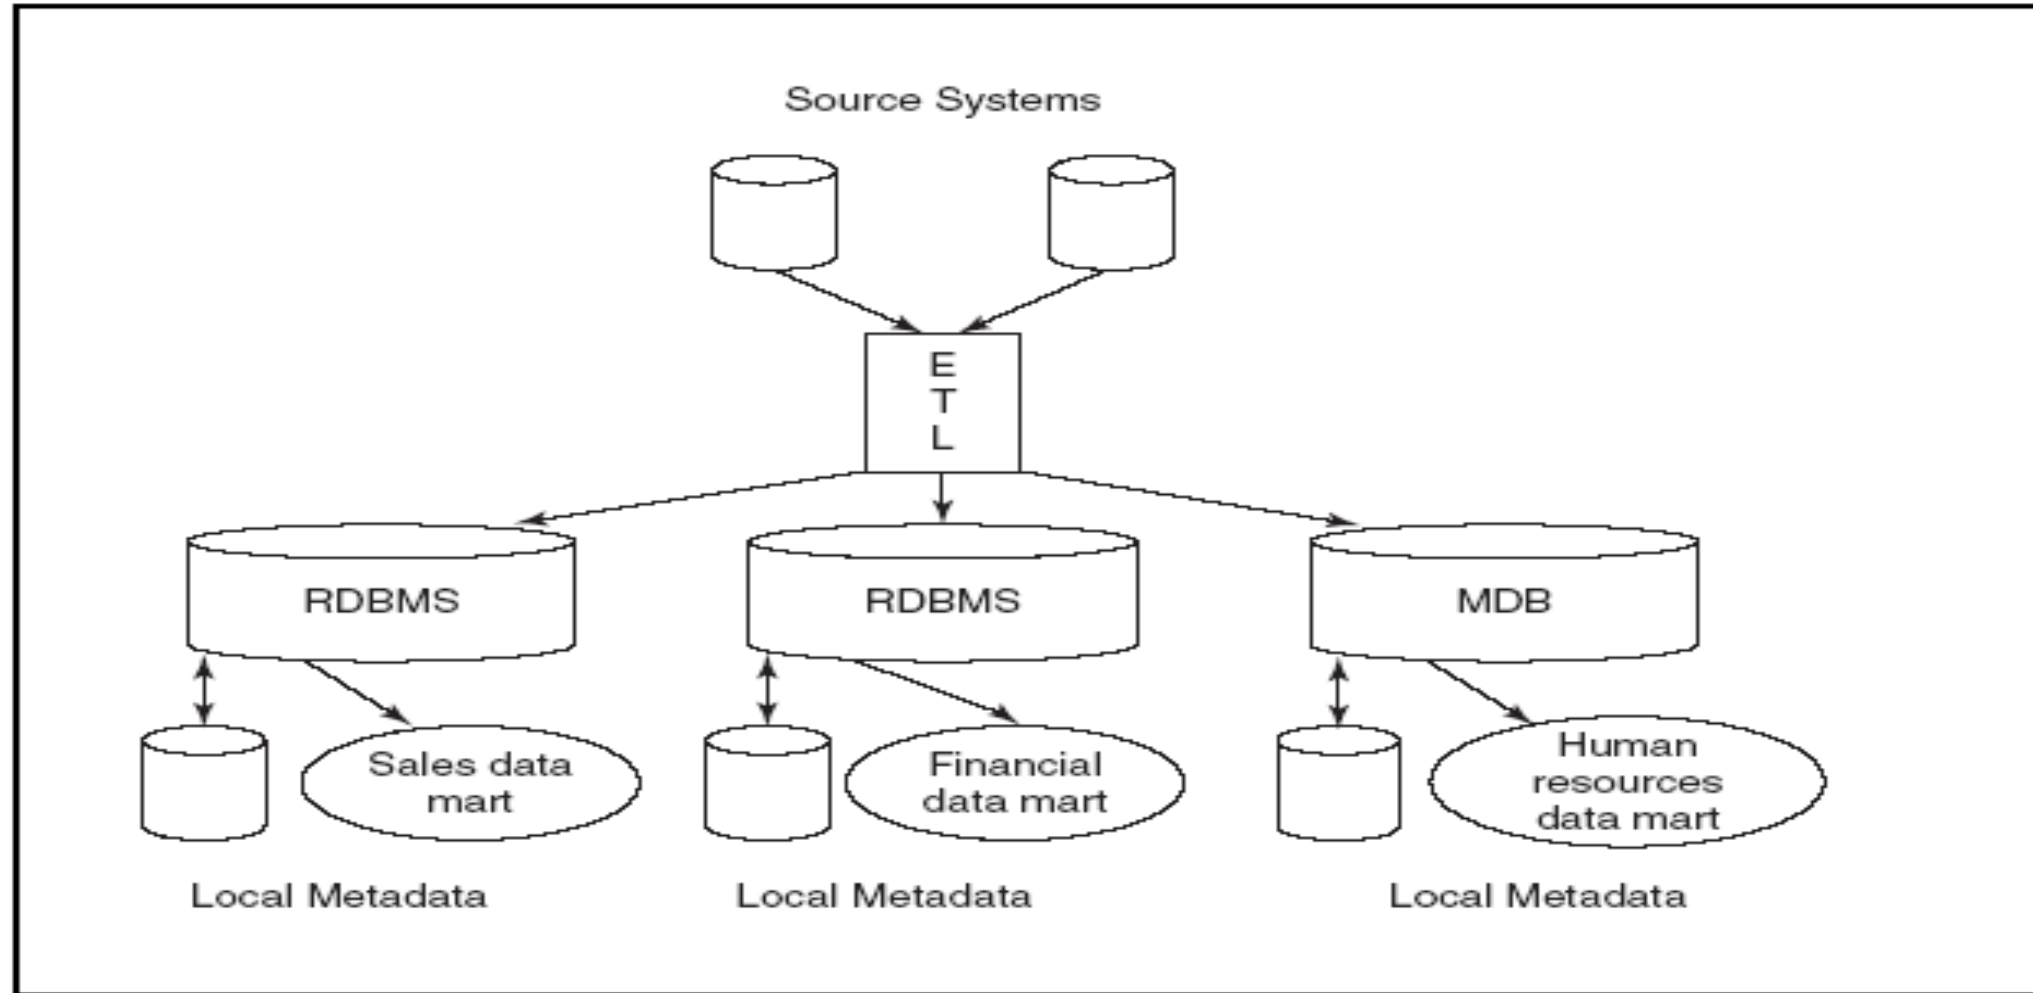 Source Systems
E
T
L
RDBMS
RDBMS
MDB
Sales data
mart
Financial
data mart
Human
resources
data mart
Local Metadata
Local Metadata
Local Metadata